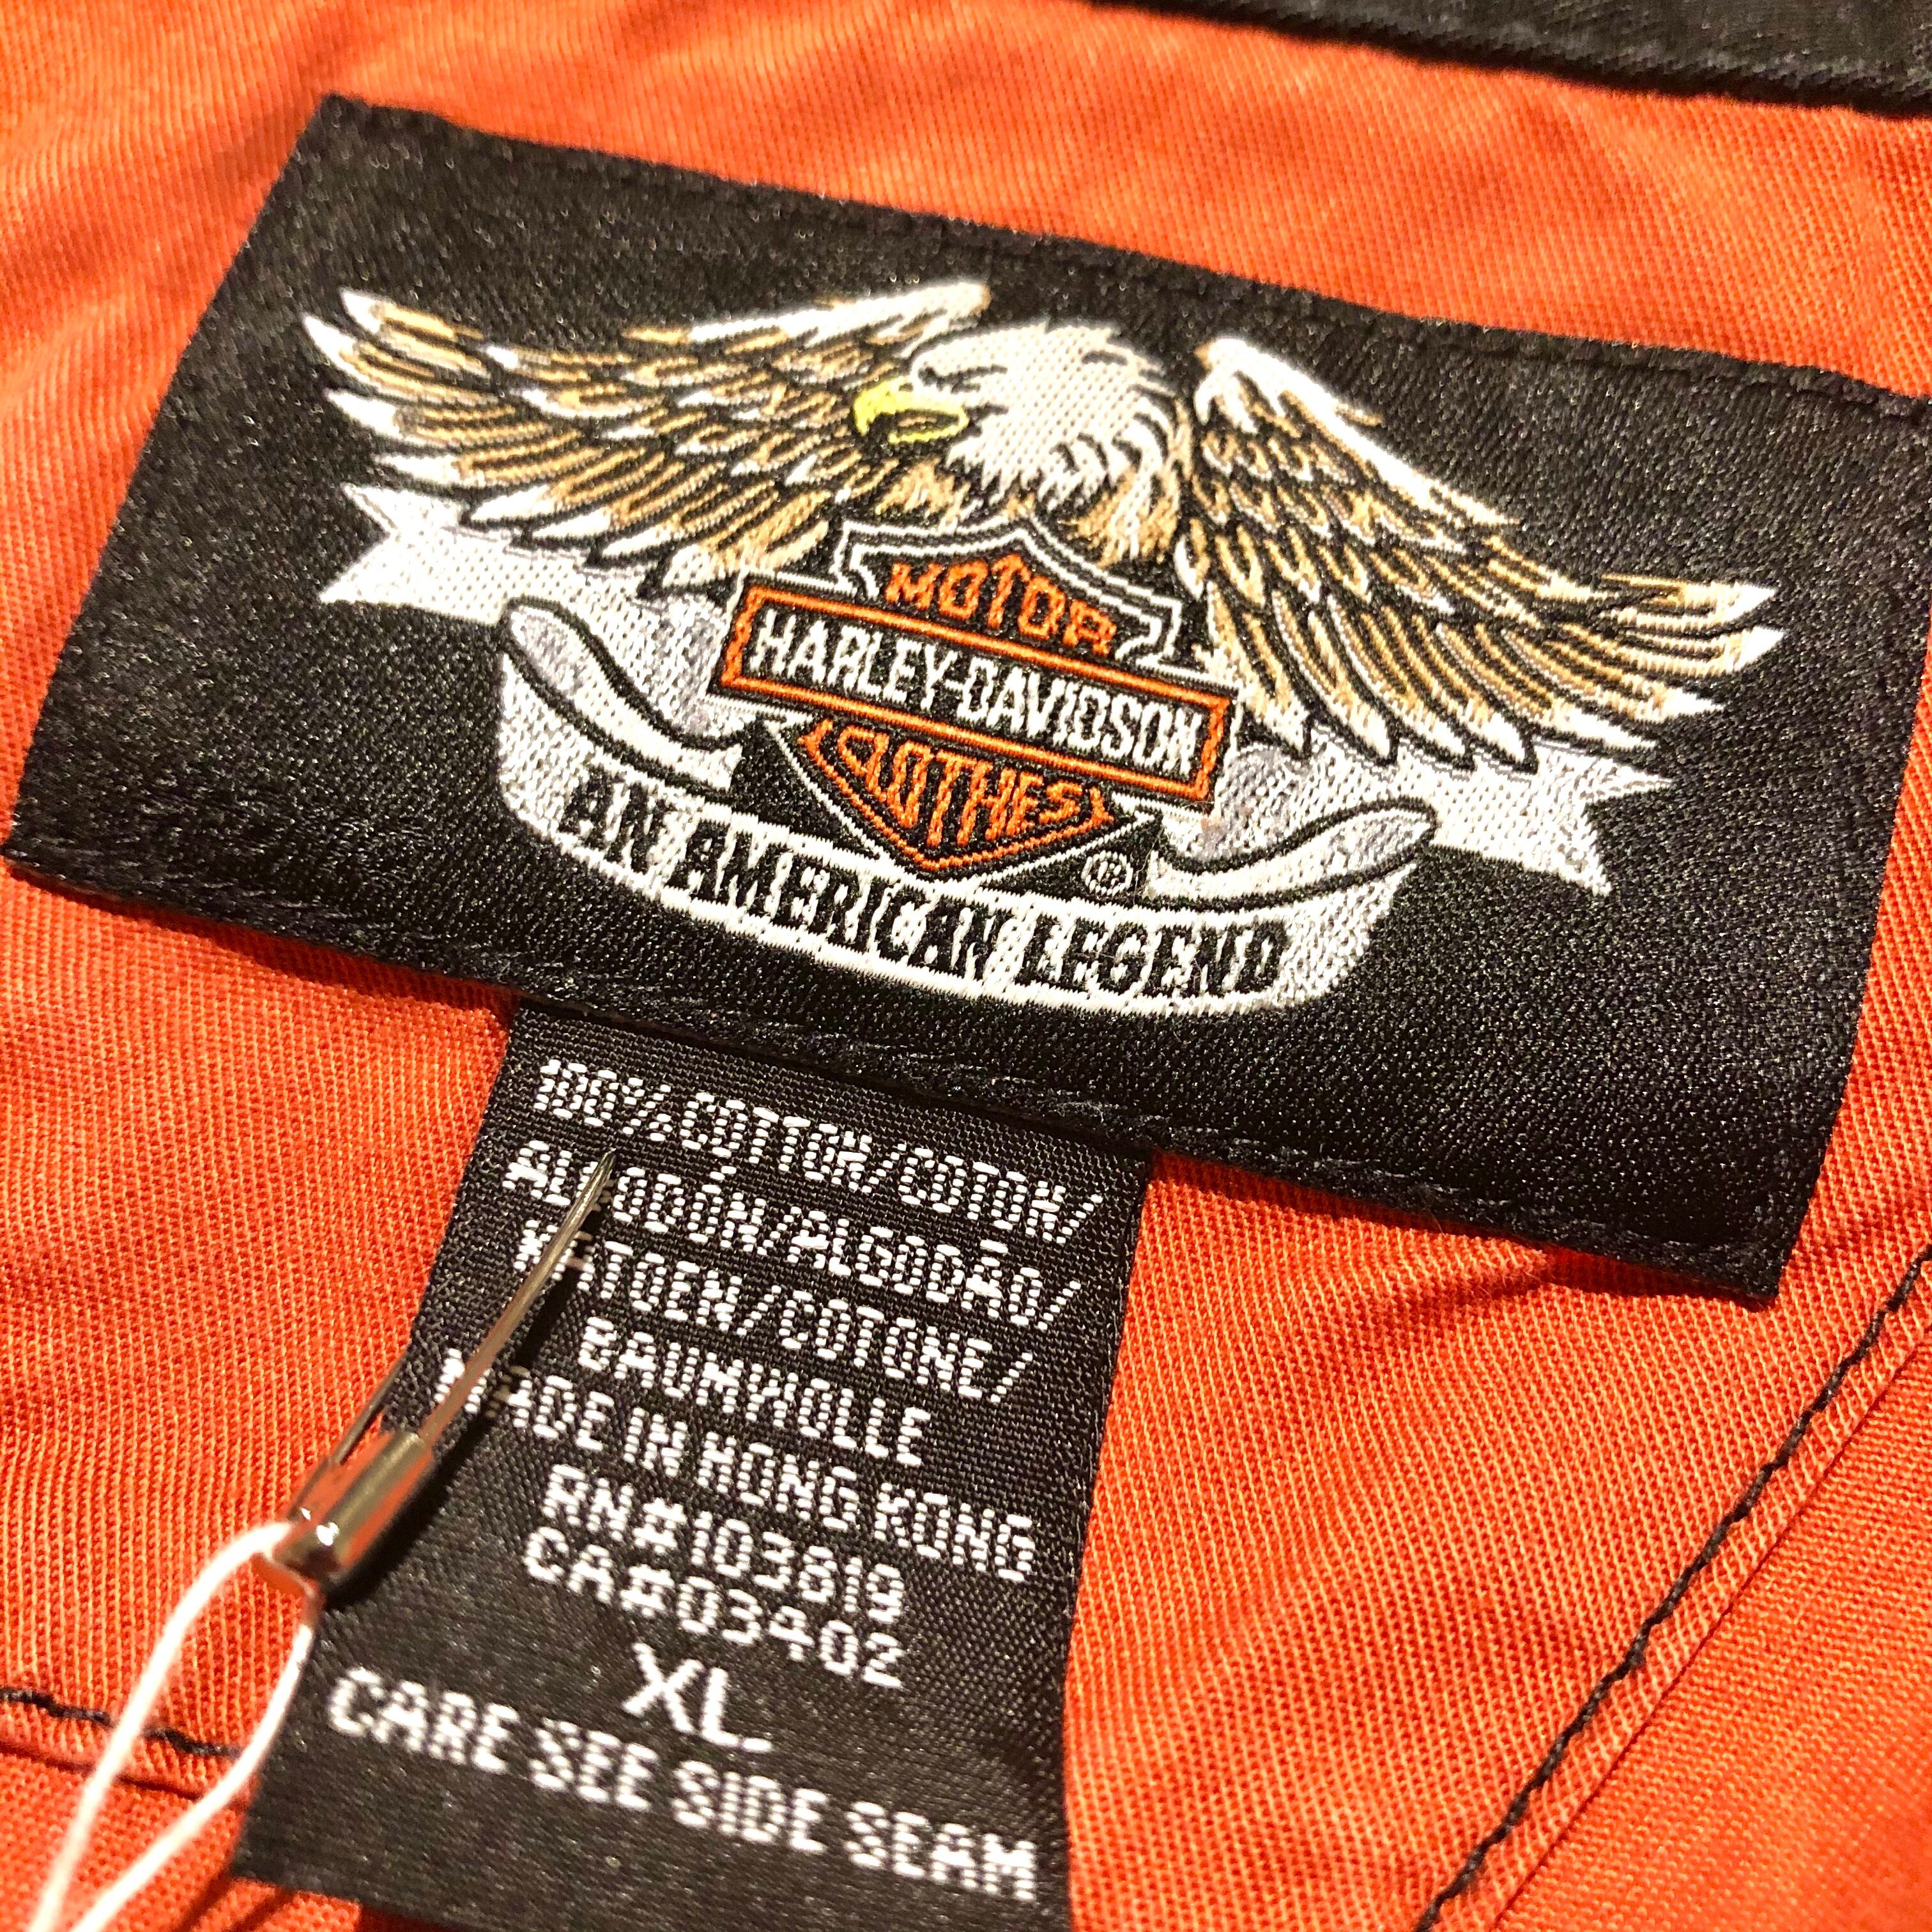 MOTOR
HARLEY-DAVIDSON
CLOTHES
®
AN AMERICAN LEGEND
100% COTTON/COTON/
ALGODÓN/ALGODÃO/
KATOEN/COTONE/
BAUMWOLLE
MADE IN HONG KONG
RN#103819
CA#03402
XL
CARE SEE SIDE SEAM